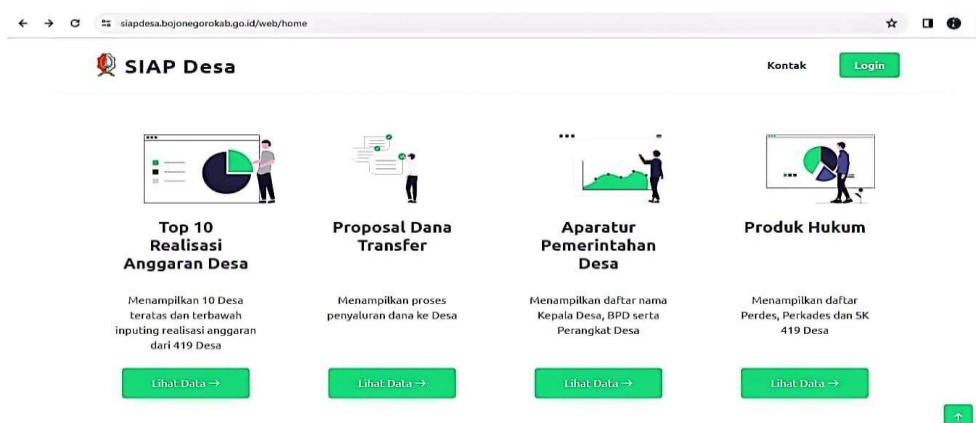 siapdesa.bojonegorokab.go.id/web/home
SIAP Desa
Kontak
Login
Top 10
Realisasi
Anggaran Desa
Menampilkan 10 Desa
teratas dan terbawah
inputing realisasi anggaran
dari 419 Desa
Lihat Data →
Proposal Dana
Transfer
Menampilkan proses
penyaluran dana ke Desa
Lihat Data →
Aparatur
Pemerintahan
Desa
Menampilkan daftar nama
Kepala Desa, BPD serta
Perangkat Desa
Lihat Data →
Produk Hukum
Menampilkan daftar
Perdes, Perkades dan SK
419 Desa
Lihat Data →